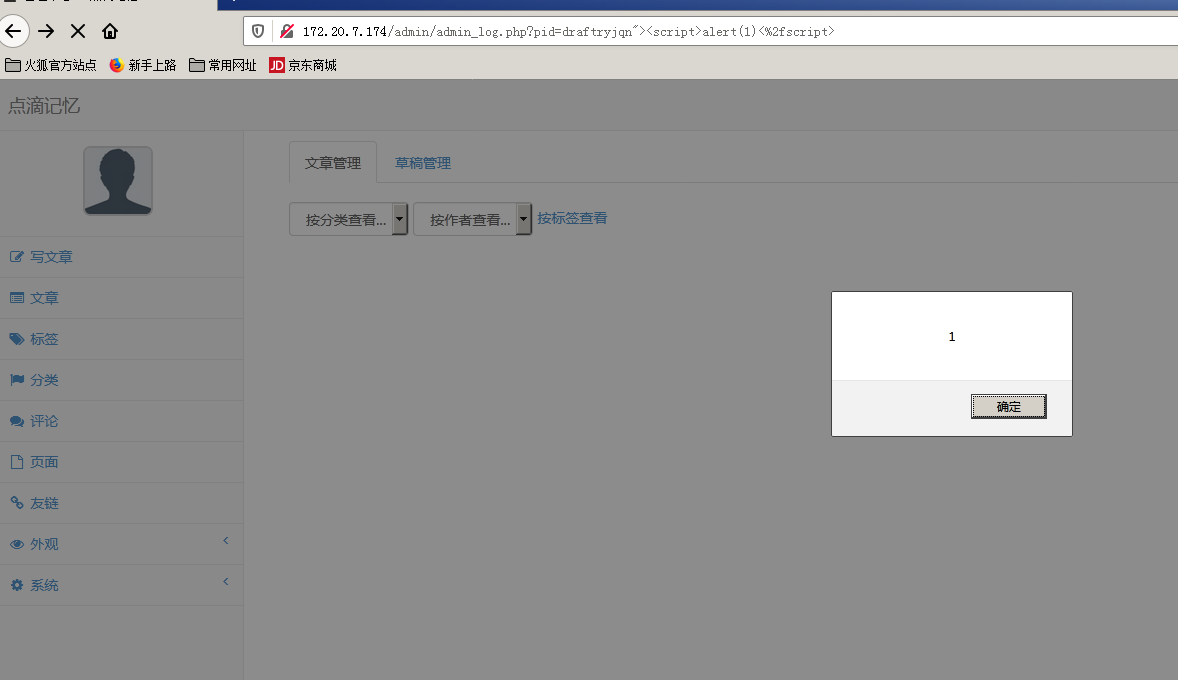 172.20.7.174/admin/admin_log.php?pid=draftryjqn"><script>alert(1)<%2fscript>
火狐官方站点 新手上路 常用网址 JD 京东商城
点滴记忆
文章管理 草稿管理
按分类查看... 按作者查看... 按标签查看
写文章
文章
标签
分类
评论
页面
友链
外观
系统
1
确定